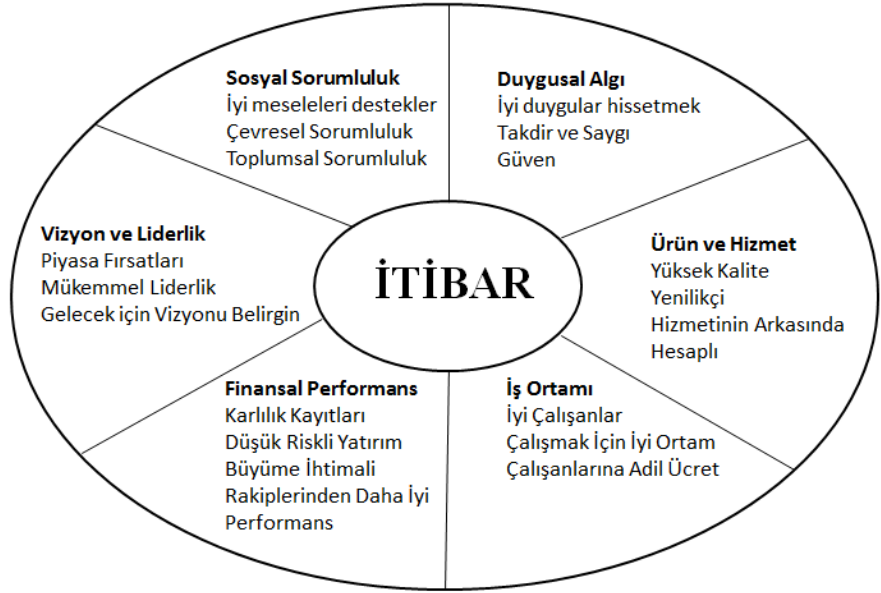 Sosyal Sorumluluk
İyi meseleleri destekler
Çevresel Sorumluluk
Toplumsal Sorumluluk
Duygusal Algı
İyi duygular hissetmek
Takdir ve Saygı
Güven
Vizyon ve Liderlik
Piyasa Fırsatları
Mükemmel Liderlik
Gelecek için Vizyonu Belirgin
İTİBAR
Ürün ve Hizmet
Yüksek Kalite
Yenilikçi
Hizmetinin Arkasında
Hesaplı
Finansal Performans
Karlılık Kayıtları
Düşük Riskli Yatırım
Büyüme İhtimali
Rakiplerinden Daha İyi
Performans
İş Ortamı
İyi Çalışanlar
Çalışmak İçin İyi Ortam
Çalışanlarına Adil Ücret